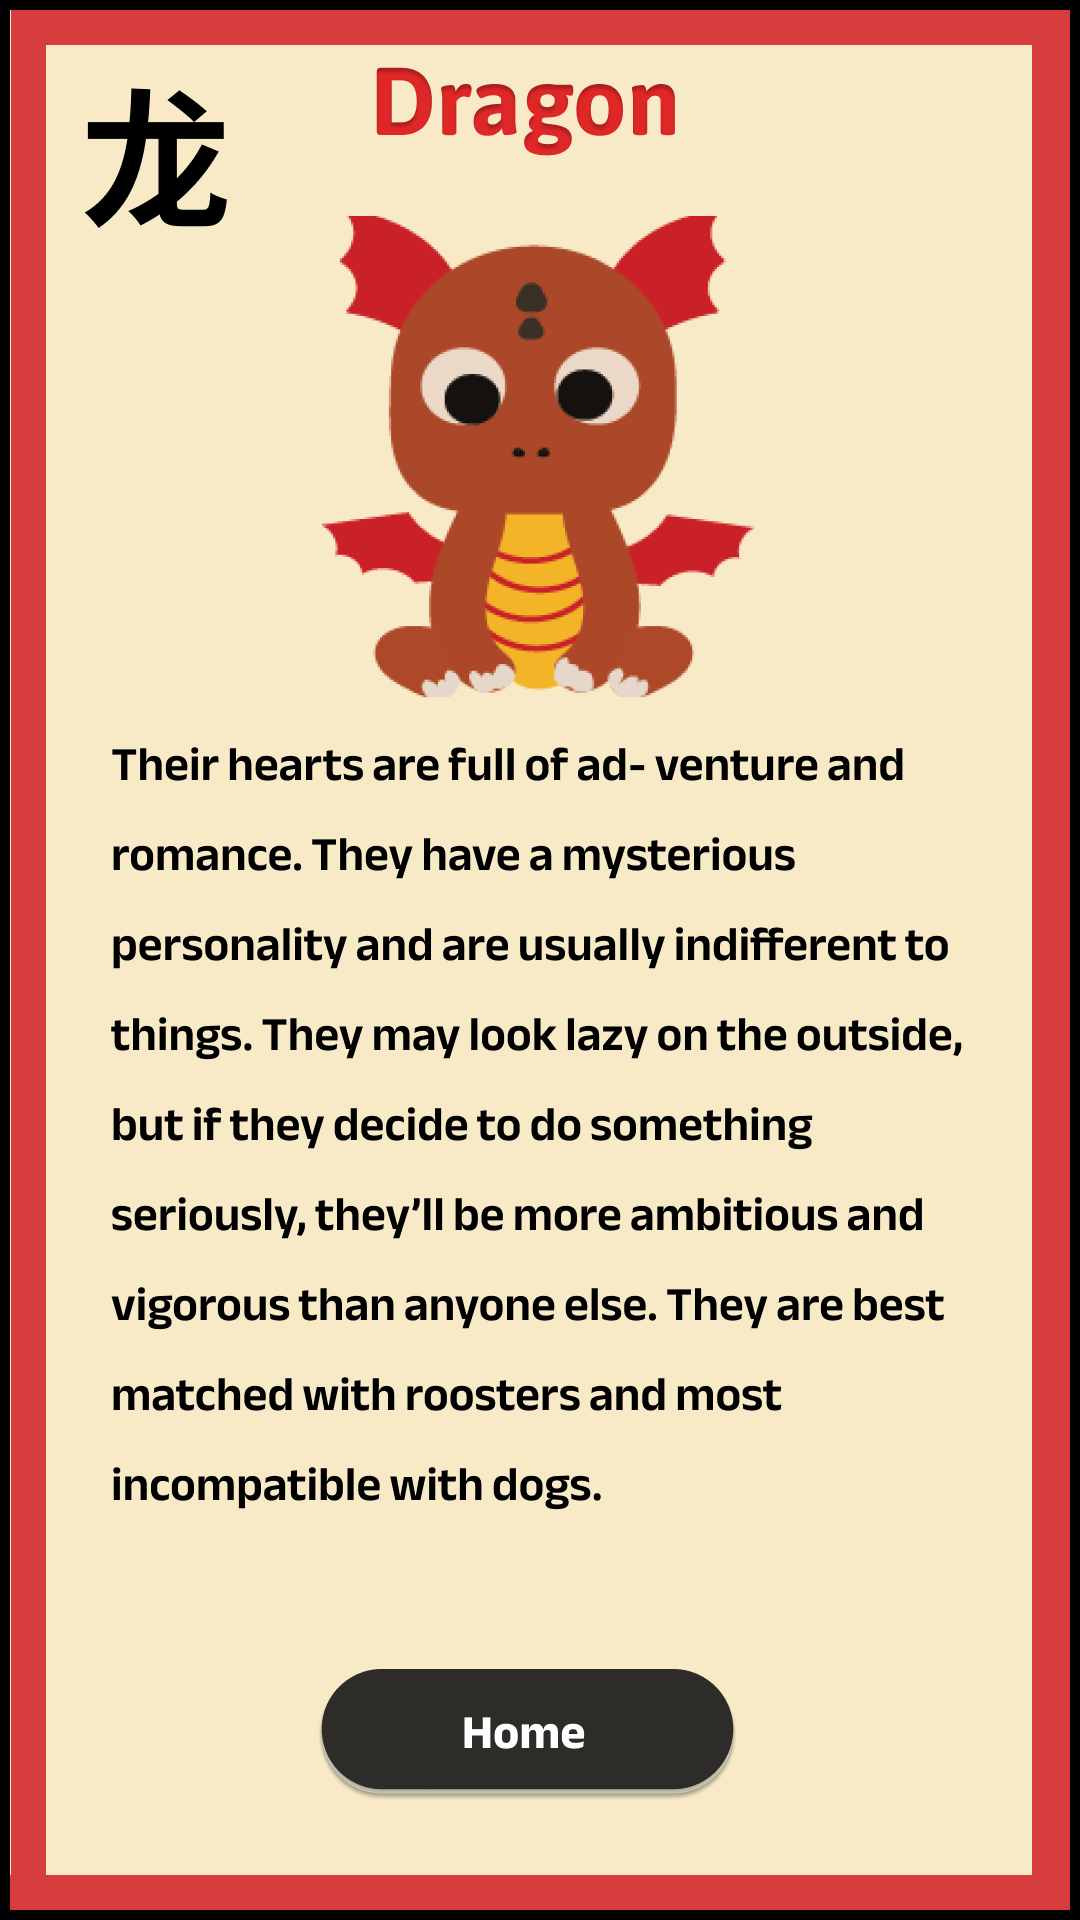 龙
Dragon
Their hearts are full of ad- venture and
romance. They have a mysterious
personality and are usually indifferent to
things. They may look lazy on the outside,
but if they decide to do something
seriously, they’ll be more ambitious and
vigorous than anyone else. They are best
matched with roosters and most
incompatible with dogs.
Home